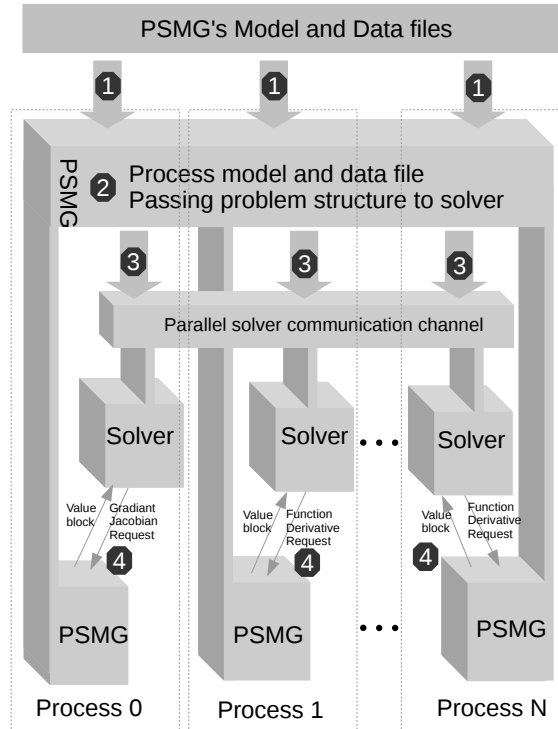 PSMG's Model and Data files
1
1
1
PSMG
2
Process model and data file
Passing problem structure to solver
3
3
3
Parallel solver communication channel
Solver
Solver
Solver
Value
block
Gradiant
Jacobian
Request
Value
block
Function
Derivative
Request
Value
block
Function
Derivative
Request
4
4
4
PSMG
PSMG
PSMG
Process 0
Process 1
Process N